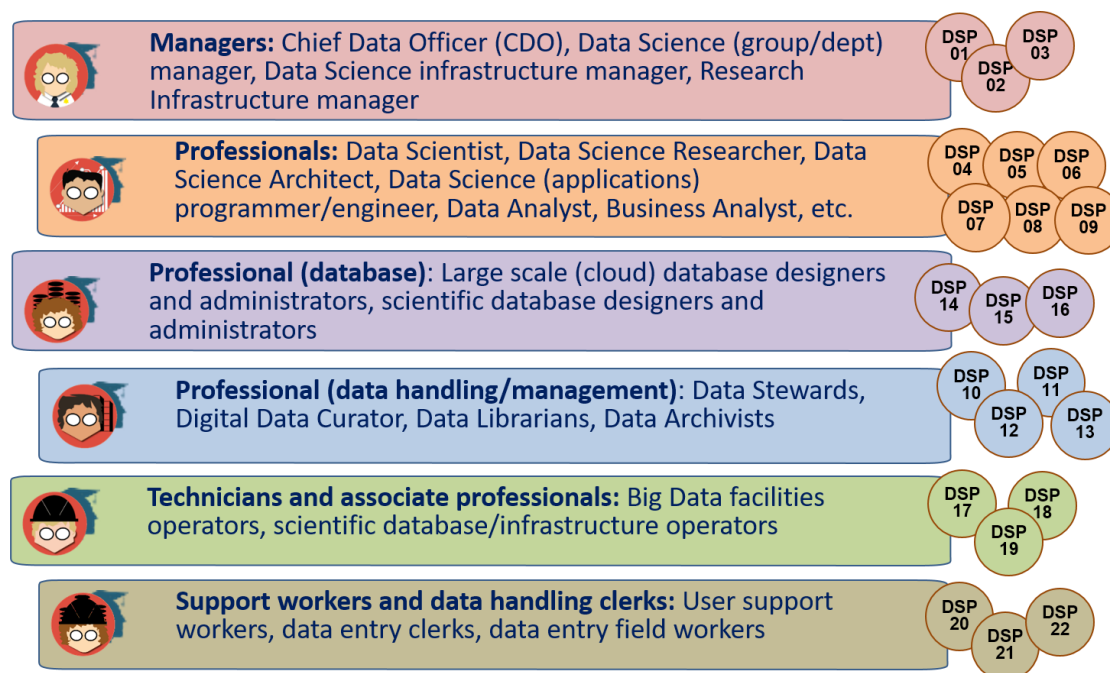 Managers: Chief Data Officer (CDO), Data Science (group/dept)
manager, Data Science infrastructure manager, Research
Infrastructure manager
DSP
01
DSP
02
DSP
03
Professionals: Data Scientist, Data Science Researcher, Data
Science Architect, Data Science (applications)
programmer/engineer, Data Analyst, Business Analyst, etc.
DSP
04
DSP
05
DSP
06
DSP
07
DSP
08
DSP
09
Professional (database): Large scale (cloud) database designers
and administrators, scientific database designers and
administrators
DSP
14
DSP
15
DSP
16
Professional (data handling/management): Data Stewards,
Digital Data Curator, Data Librarians, Data Archivists
DSP
10
DSP
11
DSP
12
DSP
13
Technicians and associate professionals: Big Data facilities
operators, scientific database/infrastructure operators
DSP
17
DSP
18
DSP
19
Support workers and data handling clerks: User support
workers, data entry clerks, data entry field workers
DSP
20
DSP
21
DSP
22